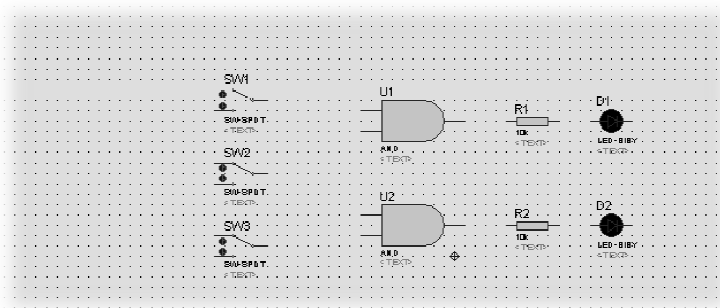 SW1
SW-SPDT
<TEXT>
SW2
SW-SPDT
<TEXT>
SW3
SW-SPDT
<TEXT>
U1
AND
<TEXT>
U2
AND
<TEXT>
R1
10k
<TEXT>
R2
10k
<TEXT>
D1
LED-BIBY
<TEXT>
D2
LED-BIBY
<TEXT>